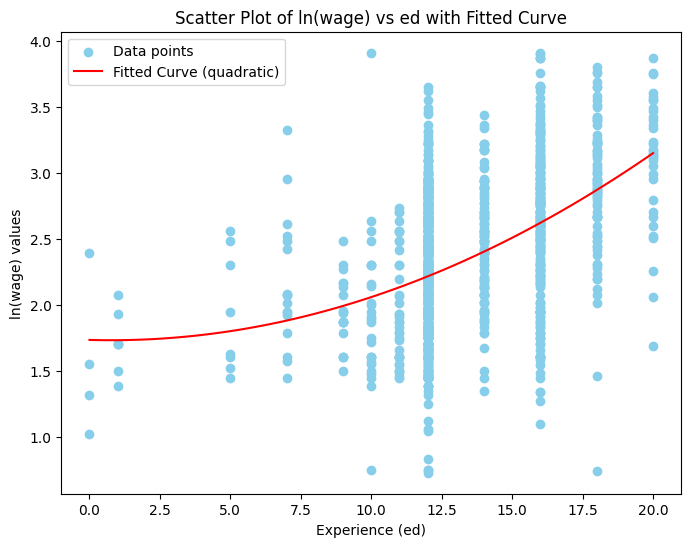 Scatter Plot of ln(wage) vs ed with Fitted Curve
Data points
Fitted Curve (quadratic)
4.0
3.5
3.0
2.5
2.0
1.5
1.0
ln(wage) values
0.0 2.5 5.0 7.5 10.0 12.5 15.0 17.5 20.0
Experience (ed)